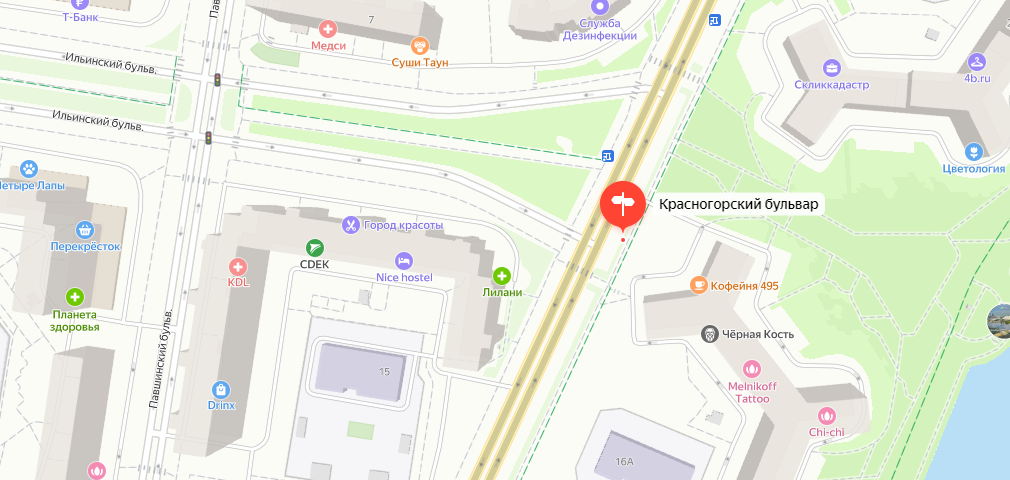 Т-Банк
Павш
7
Медси
Суши Таун
Служба
Дезинфекции
Скликкадастр
4b.ru
Ильинский бульв.
Ильинский бульв.
Цветология
Четыре Лапы
Красногорский бульвар
Перекрёсток
Город красоты
CDEK
Nice hostel
KDL
Лилани
Кофейня 495
Планета
здоровья
Чёрная Кость
Павшинский бульв.
15
Melnikoff
Tattoo
Drinx
Chi-chi
16А